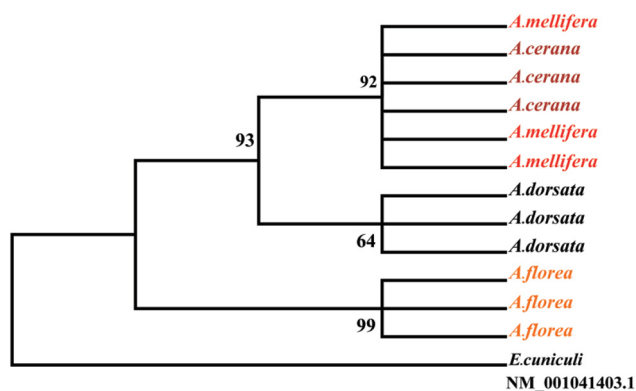 A.mellifera
A.cerana
A.cerana
A.cerana
A.mellifera
A.mellifera
A.dorsata
A.dorsata
A.dorsata
A.florea
A.florea
A.florea
E.cuniculi
NM_001041403.1
92
93
64
99